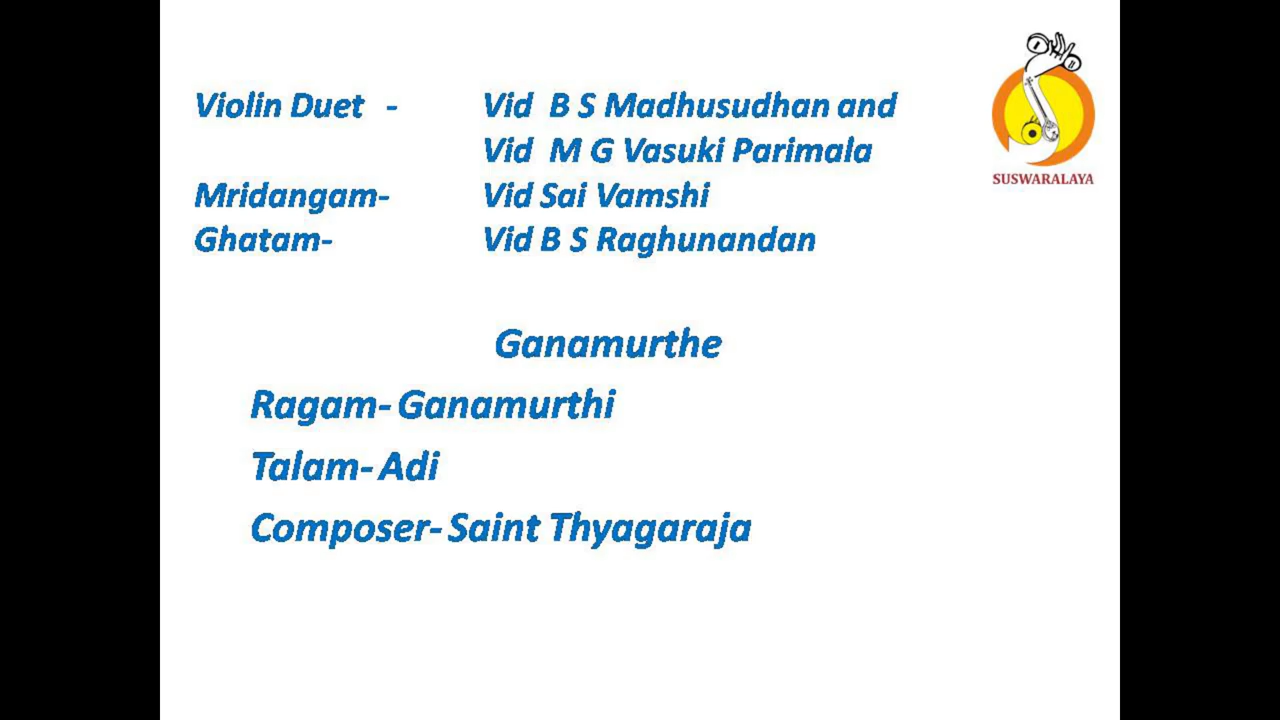 Violin Duet - Vid B S Madhusudhan and
Vid M G Vasuki Parimala
Mridangam- Vid Sai Vamshi
Ghatam- Vid B S Raghunandan
SUSWARALAYA
Ganamurthe
Ragam- Ganamurthi
Talam- Adi
Composer- Saint Thyagaraja